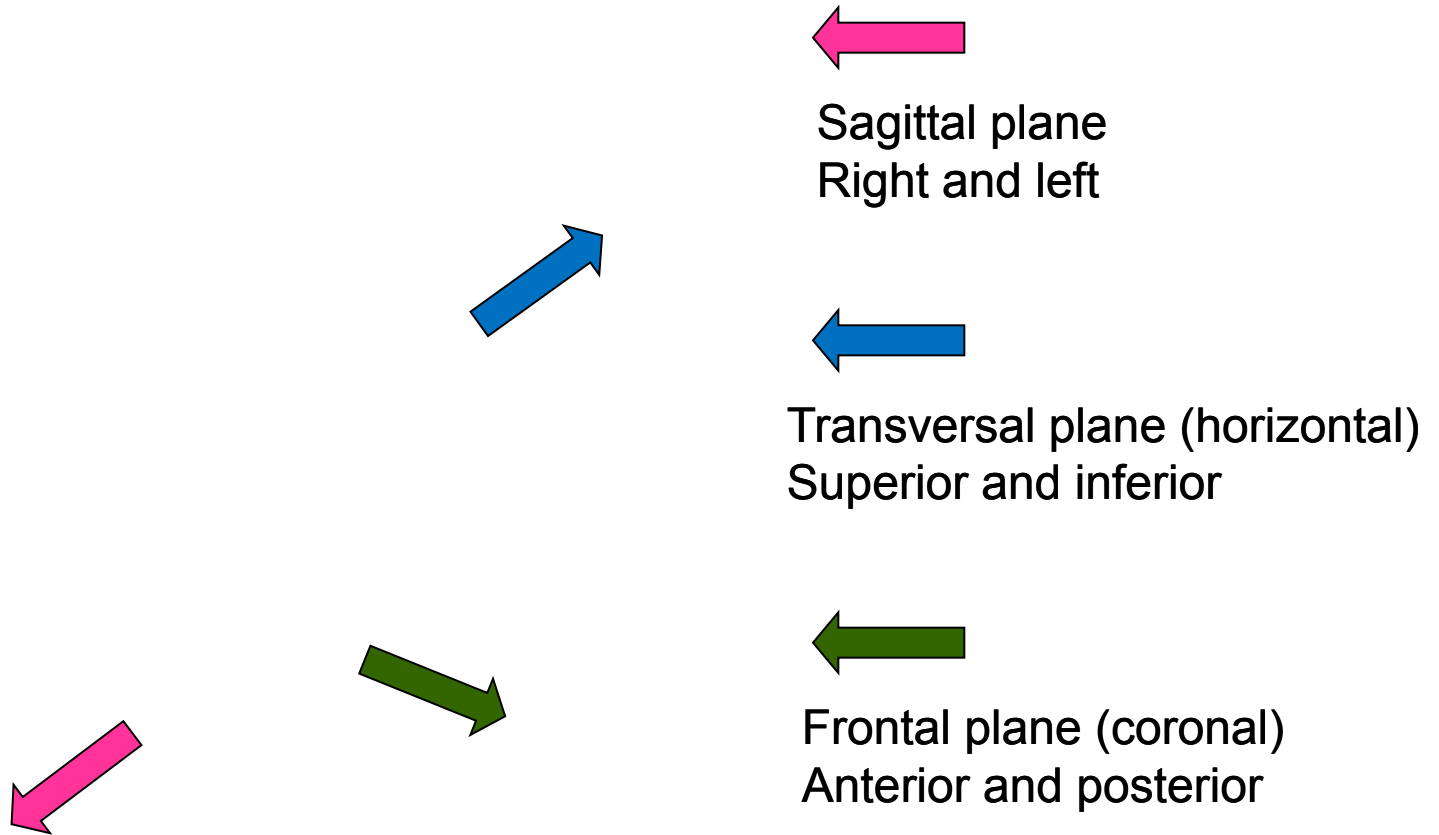 Sagittal plane
Right and left
Transversal plane (horizontal)
Superior and inferior
Frontal plane (coronal)
Anterior and posterior